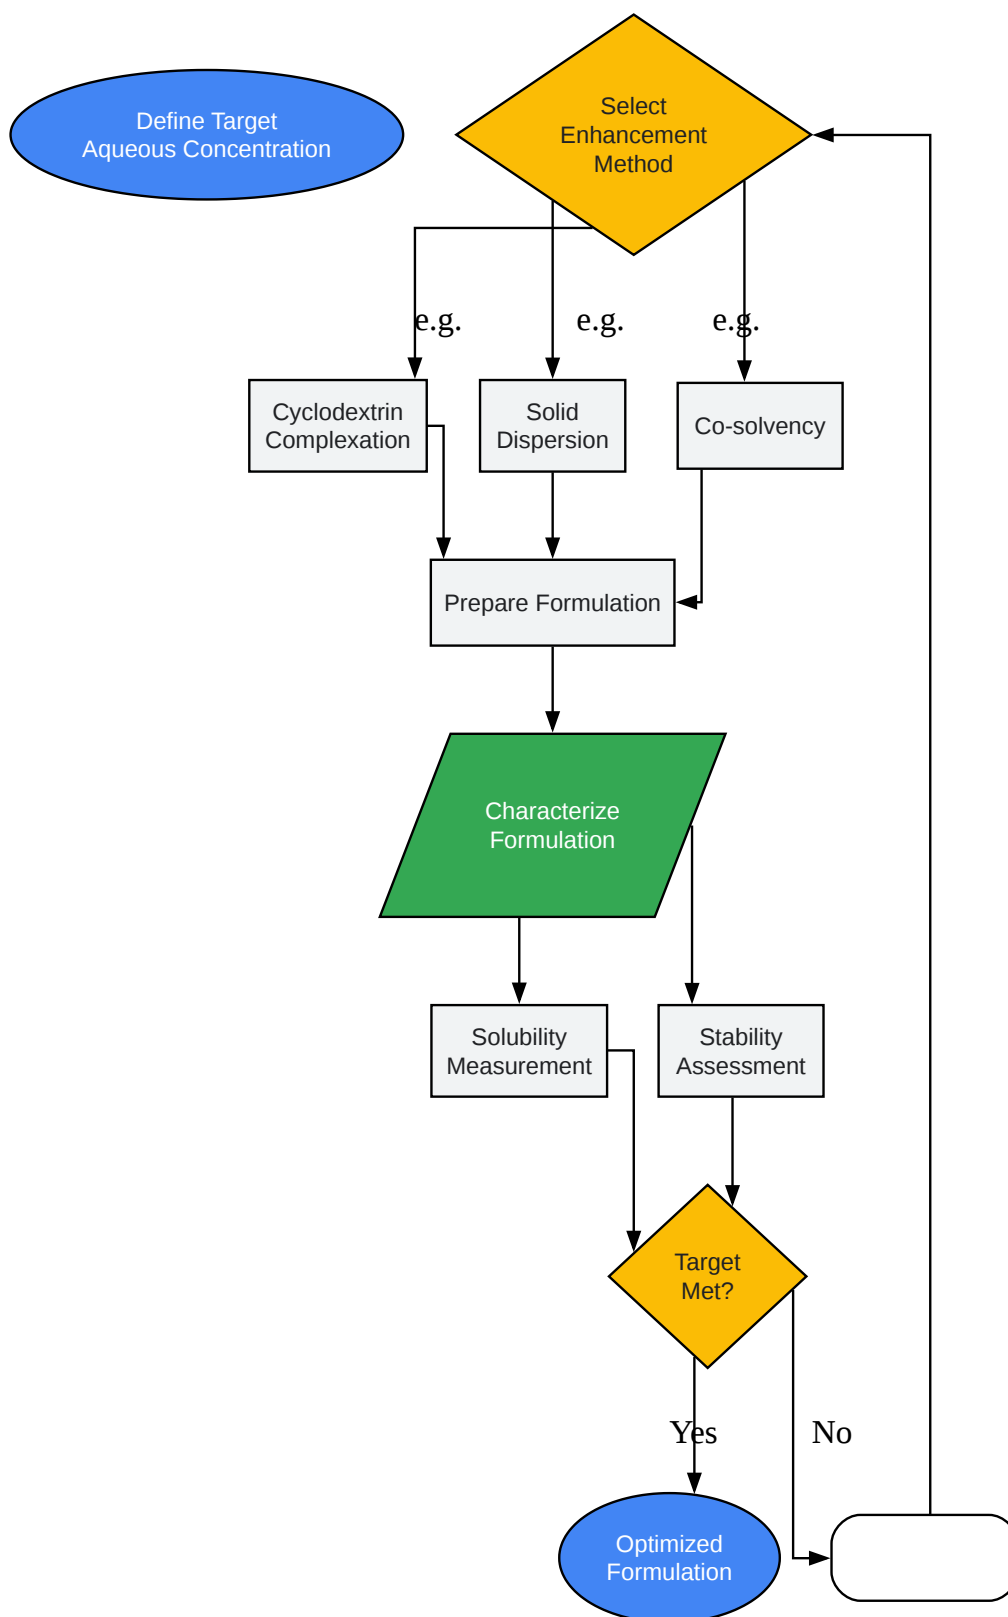 Define Target
Aqueous Concentration
Select
Enhancement
Method
e.g.
e.g.
e.g.
Cyclodextrin
Complexation
Solid
Dispersion
Co-solvency
Prepare Formulation
Characterize
Formulation
Solubility
Measurement
Stability
Assessment
Target
Met?
Yes
No
Optimized
Formulation